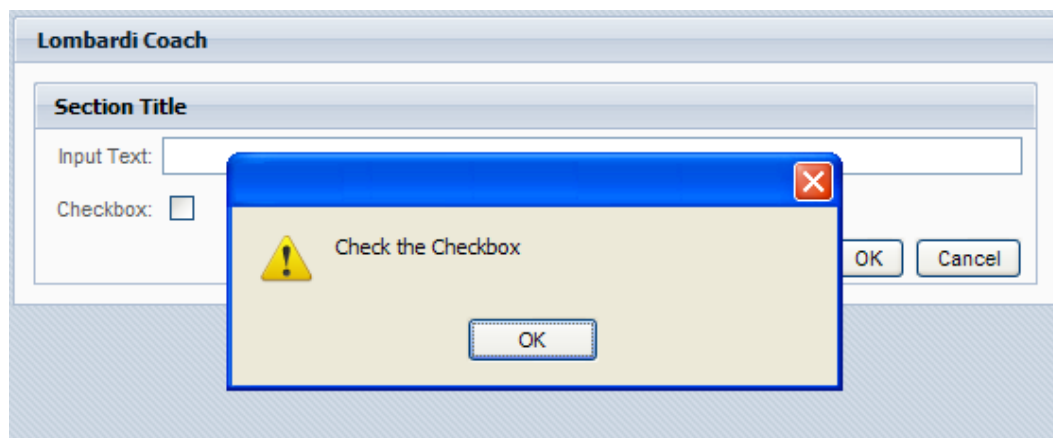 Lombardi Coach
Section Title
Input Text:
Checkbox:
Check the Checkbox
OK
OK Cancel